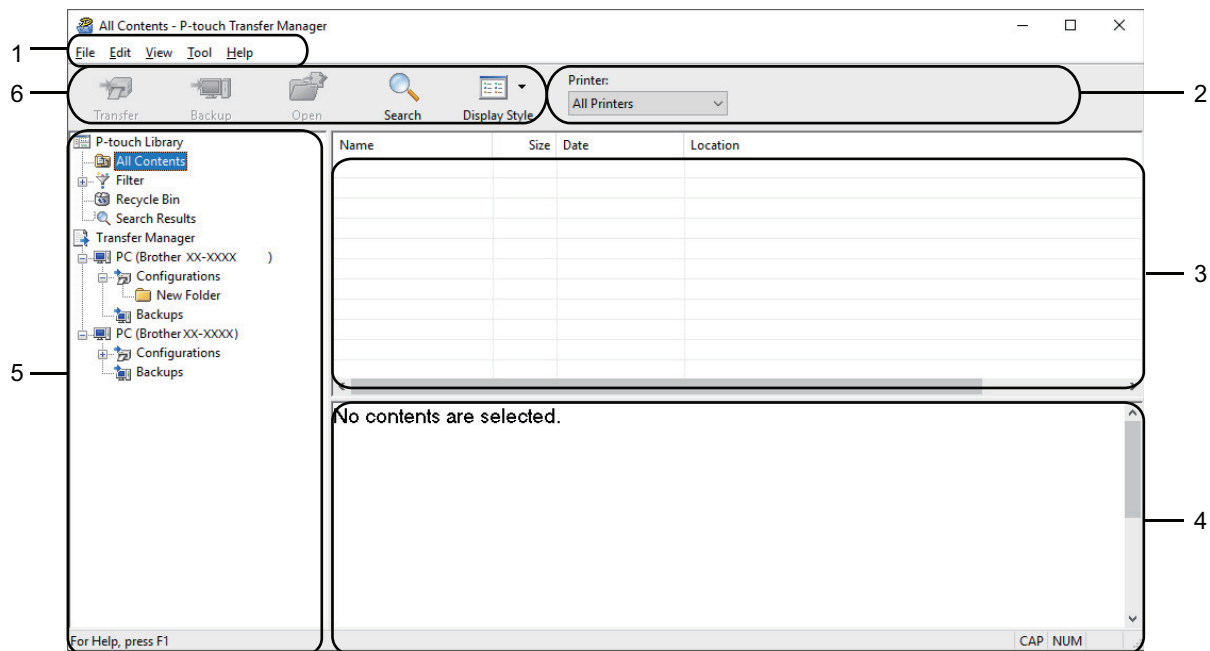 All Contents - P-touch Transfer Manager
1
File Edit View Tool Help
6
Transfer Backup Open Search Display Style
Printer:
All Printers
2
P-touch Library
All Contents
Filter
Recycle Bin
Search Results
Transfer Manager
PC (Brother XX-XXXX )
Configurations
New Folder
Backups
PC (Brother XX-XXXX)
Configurations
Backups
5
Name Size Date Location
3
No contents are selected.
4
For Help, press F1
CAP NUM